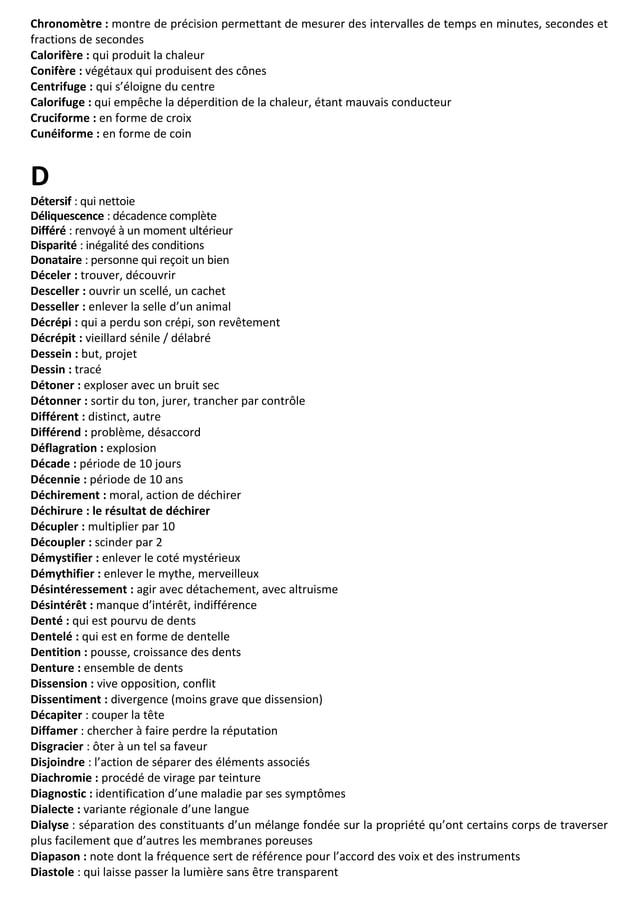 Chronomètre : montre de précision permettant de mesurer des intervalles de temps en minutes, secondes et
fractions de secondes
Calorifère : qui produit la chaleur
Conifère : végétaux qui produisent des cônes
Centrifuge : qui s’éloigne du centre
Calorifuge : qui empêche la déperdition de la chaleur, étant mauvais conducteur
Cruciforme : en forme de croix
Cunéiforme : en forme de coin
D
Détersif : qui nettoie
Déliquescence : décadence complète
Différé : renvoyé à un moment ultérieur
Disparité : inégalité des conditions
Donataire : personne qui reçoit un bien
Déceler : trouver, découvrir
Desceller : ouvrir un scellé, un cachet
Desseller : enlever la selle d’un animal
Décrépi : qui a perdu son crépi, son revêtement
Décrépit : vieillard sénile / délabré
Dessein : but, projet
Dessin : tracé
Détoner : exploser avec un bruit sec
Détonner : sortir du ton, jurer, trancher par contrôle
Différent : distinct, autre
Différend : problème, désaccord
Déflagration : explosion
Décade : période de 10 jours
Décennie : période de 10 ans
Déchirement : moral, action de déchirer
Déchirure : le résultat de déchirer
Décupler : multiplier par 10
Découpler : scinder par 2
Démystifier : enlever le coté mystérieux
Démythifier : enlever le mythe, merveilleux
Désintéressement : agir avec détachement, avec altruisme
Désintérêt : manque d’intérêt, indifférence
Denté : qui est pourvu de dents
Dentelé : qui est en forme de dentelle
Dentition : pousse, croissance des dents
Denture : ensemble de dents
Dissension : vive opposition, conflit
Dissentiment : divergence (moins grave que dissension)
Décapiter : couper la tête
Diffamer : chercher à faire perdre la réputation
Disgracier : ôter à un tel sa faveur
Disjoindre : l’action de séparer des éléments associés
Diachromie : procédé de virage par teinture
Diagnostic : identification d’une maladie par ses symptômes
Dialecte : variante régionale d’une langue
Dialyse : séparation des constituants d’un mélange fondée sur la propriété qu’ont certains corps de traverser
plus facilement que d’autres les membranes poreuses
Diapason : note dont la fréquence sert de référence pour l’accord des voix et des instruments
Diastole : qui laisse passer la lumière sans être transparent